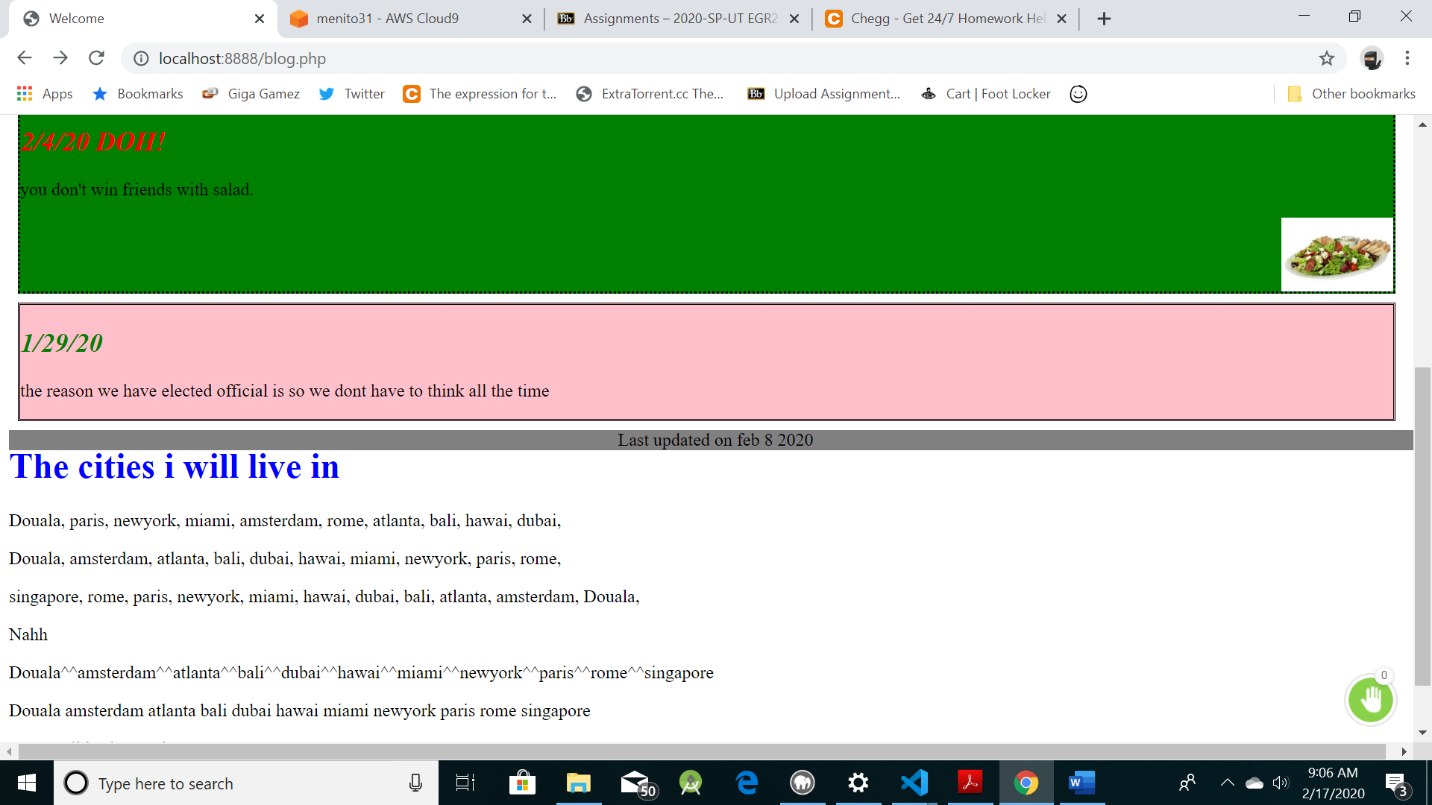 Welcome
menito31 - AWS Cloud9
Bb Assignments – 2020-SP-UT EGR2
C Chegg - Get 24/7 Homework Hel
localhost:8888/blog.php
Apps Bookmarks Giga Gamez Twitter C The expression for t... ExtraTorrent.cc The... Bb Upload Assignment... Cart | Foot Locker Other bookmarks
2/4/20 DOH!
you don't win friends with salad.
1/29/20
the reason we have elected official is so we dont have to think all the time
Last updated on feb 8 2020
The cities i will live in
Douala, paris, newyork, miami, amsterdam, rome, atlanta, bali, hawai, dubai,
Douala, amsterdam, atlanta, bali, dubai, hawai, miami, newyork, paris, rome,
singapore, rome, paris, newyork, miami, hawai, dubai, bali, atlanta, amsterdam, Douala,
Nahh
Douala^^amsterdam^^atlanta^^bali^^dubai^^hawai^^miami^^newyork^^paris^^rome^^singapore
0
Douala amsterdam atlanta bali dubai hawai miami newyork paris rome singapore
Type here to search
50
W
9:06 AM
2/17/2020
3